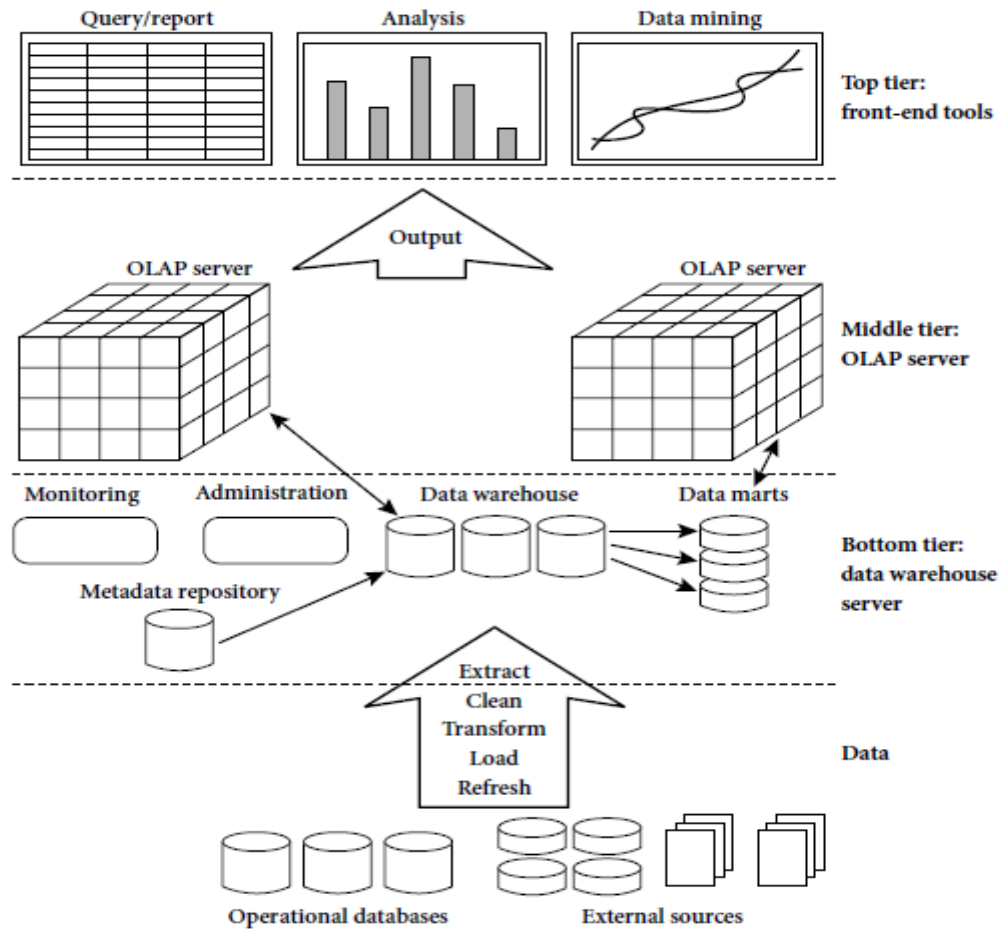 Query/report
Analysis
Data mining
Top tier:
front-end tools
Output
OLAP server
OLAP server
Middle tier:
OLAP server
Monitoring
Administration
Data warehouse
Data marts
Bottom tier:
data warehouse
server
Metadata repository
Extract
Clean
Transform
Load
Refresh
Data
Operational databases
External sources